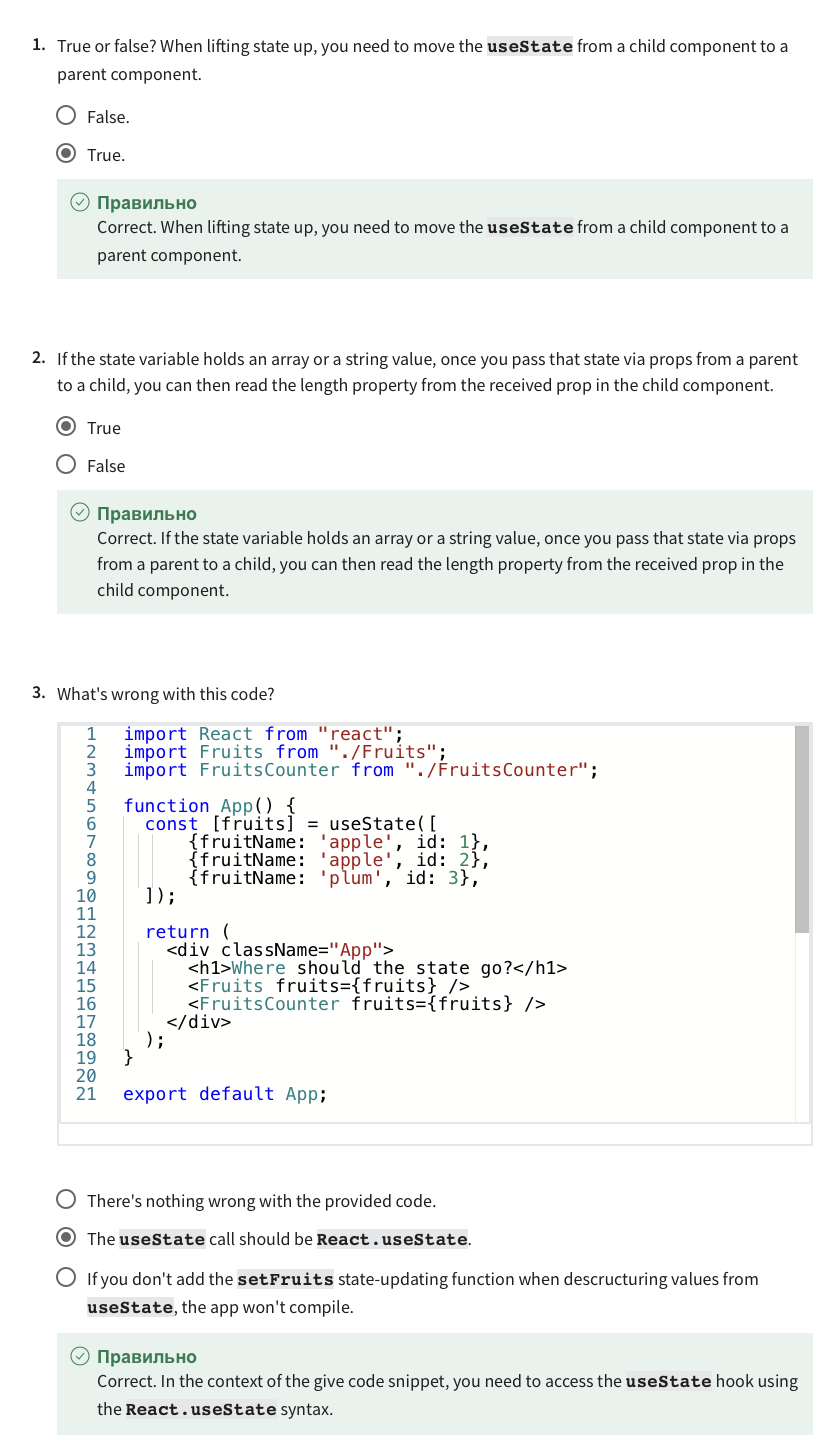 1. True or false? When lifting state up, you need to move the useState from a child component to a
parent component.
False.
True.
Правильно
Correct. When lifting state up, you need to move the useState from a child component to a
parent component.
2. If the state variable holds an array or a string value, once you pass that state via props from a parent
to a child, you can then read the length property from the received prop in the child component.
True
False
Правильно
Correct. If the state variable holds an array or a string value, once you pass that state via props
from a parent to a child, you can then read the length property from the received prop in the
child component.
3. What's wrong with this code?
1 import React from "react";
2 import Fruits from "./Fruits";
3 import FruitsCounter from "./FruitsCounter";
4
5 function App() {
6   const [fruits] = useState([
7       {fruitName: 'apple', id: 1},
8       {fruitName: 'apple', id: 2},
9       {fruitName: 'plum', id: 3},
10   ]);
11
12   return (
13     <div className="App">
14       <h1>Where should the state go?</h1>
15       <Fruits fruits={fruits} />
16       <FruitsCounter fruits={fruits} />
17     </div>
18   );
19 }
20
21 export default App;
There's nothing wrong with the provided code.
The useState call should be React.useState.
If you don't add the setFruits state-updating function when descructuring values from
useState, the app won't compile.
Правильно
Correct. In the context of the give code snippet, you need to access the useState hook using
the React.useState syntax.